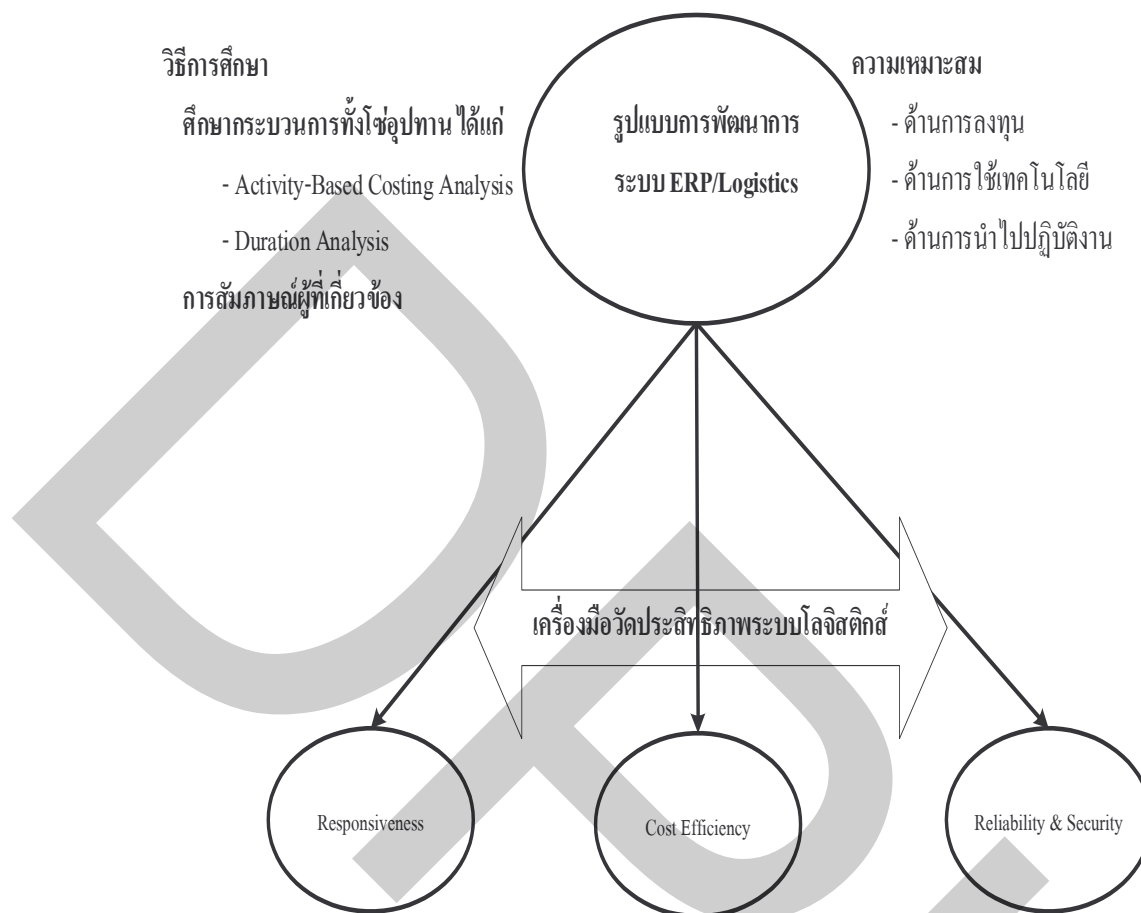 วิธีการศึกษา
ศึกษากระบวนการทั้งโซ่อุปทาน ได้แก่
- Activity-Based Costing Analysis
- Duration Analysis
การสัมภาษณ์ผู้ที่เกี่ยวข้อง
รูปแบบการพัฒนาการ
ระบบ ERP/Logistics
ความเหมาะสม
- ด้านการลงทุน
- ด้านการใช้เทคโนโลยี
- ด้านการนำไปปฏิบัติงาน
เครื่องมือวัดประสิทธิภาพระบบโลจิสติกส์
Responsiveness
Cost Efficiency
Reliability & Security